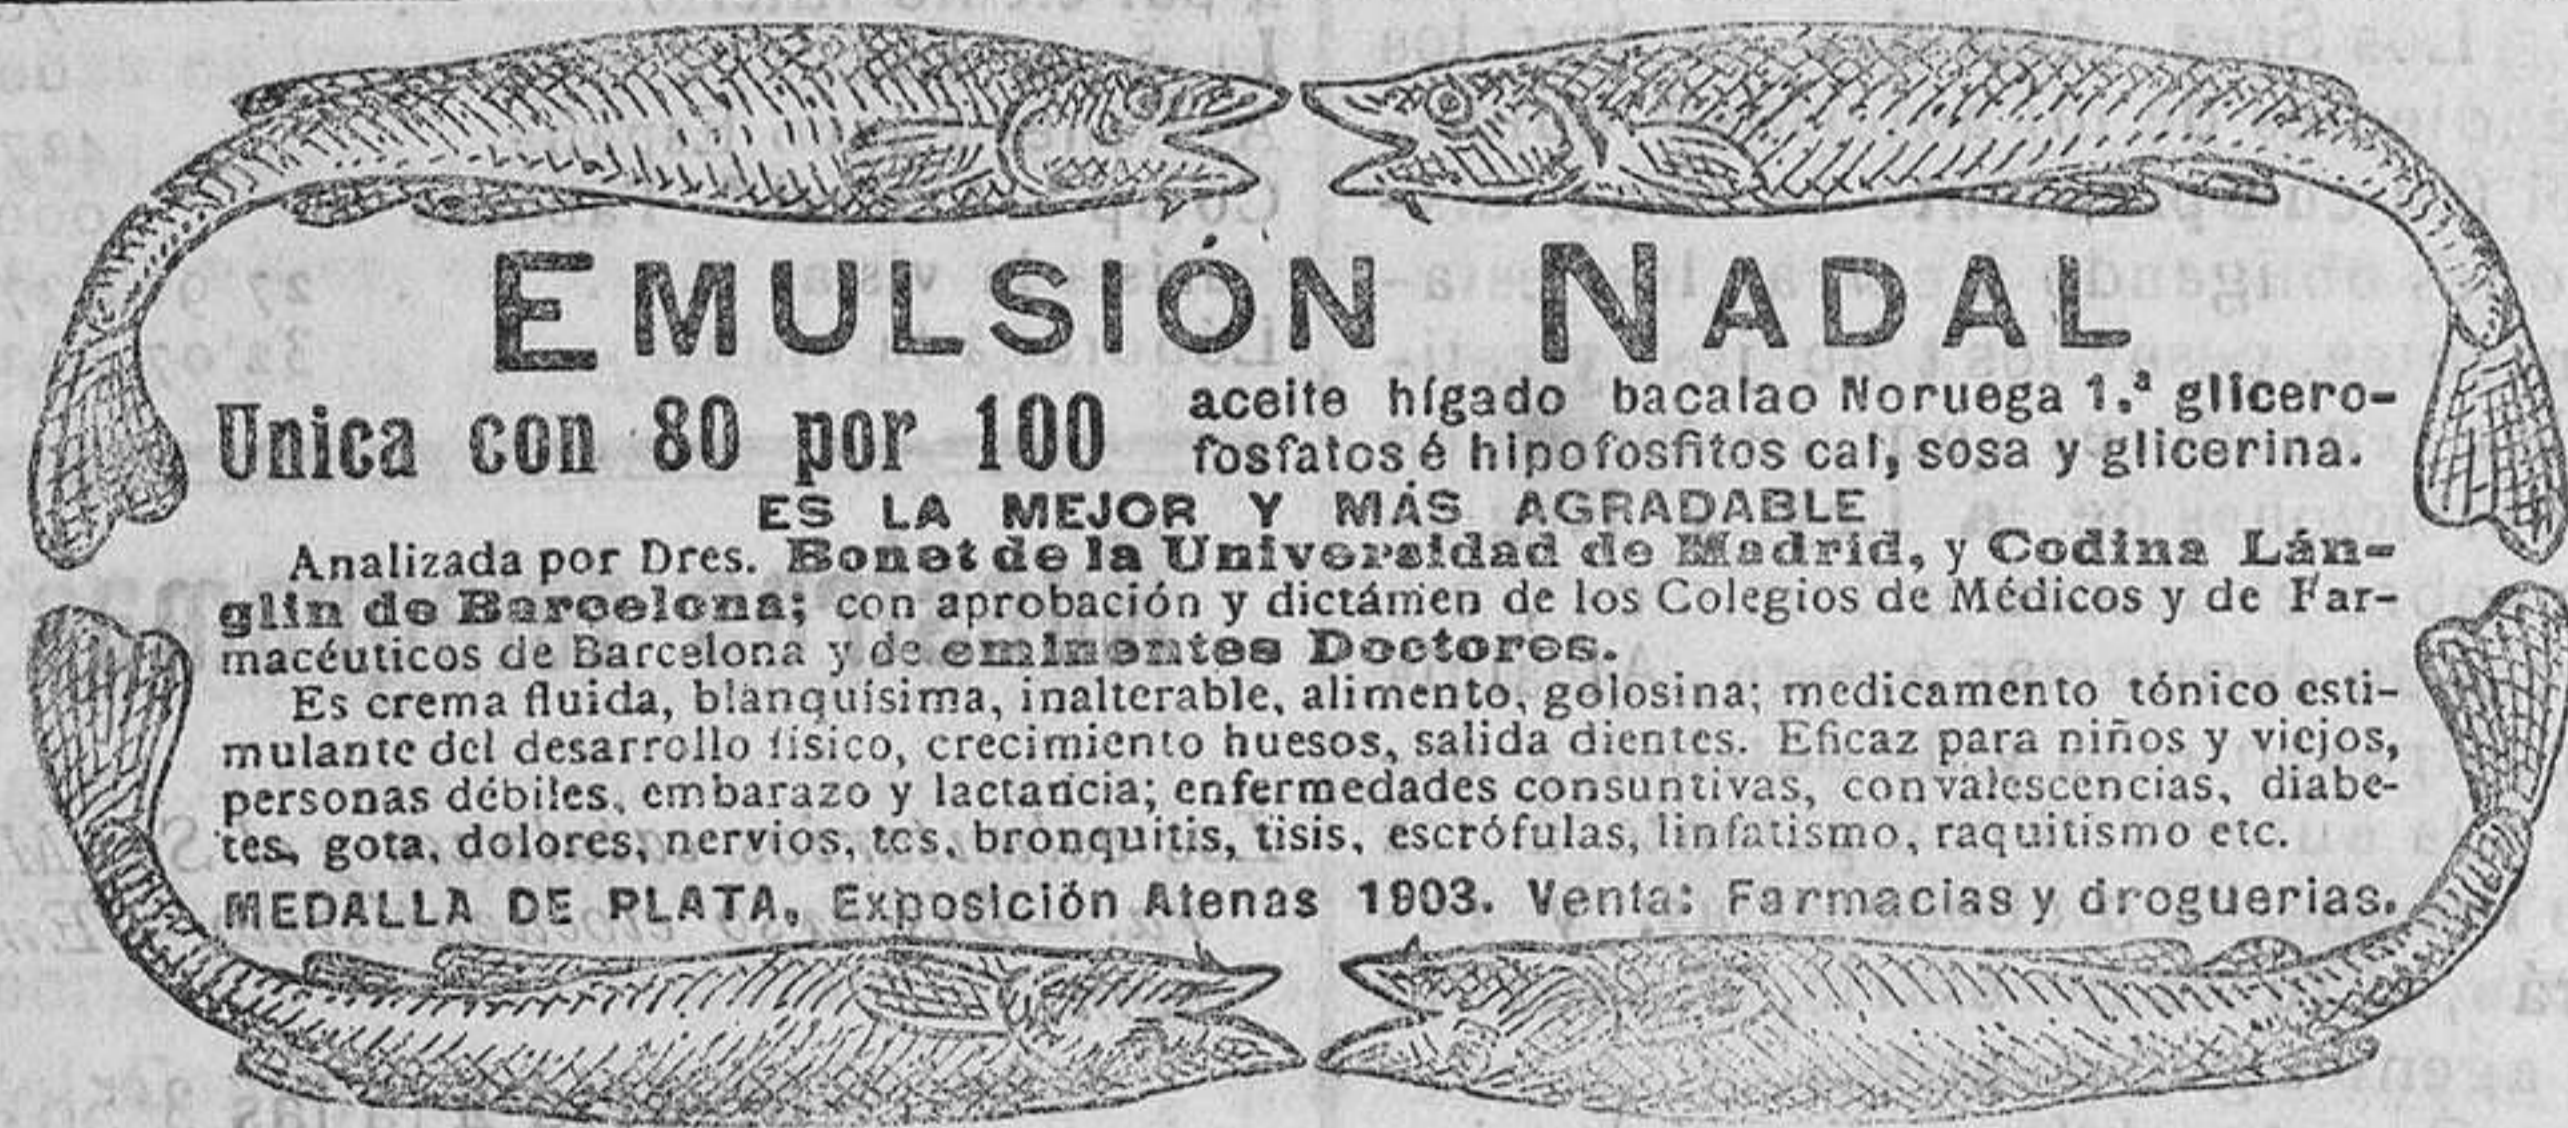 EMULSIÓN NADAL
Unica con 80 por 100 aceite hígado bacalao Noruega 1.ª glicero-
fosfatos é hipofosfitos cal, sosa y glicerina.
ES LA MEJOR Y MÁS AGRADABLE
Analizada por Dres. Bonet de la Universidad de Madrid, y Codina Lán-
glin de Barcelona; con aprobación y dictámen de los Colegios de Médicos y de Far-
macéuticos de Barcelona y de eminentes Doctores.
Es crema fluida, blanquísima, inalterable, alimento, golosina; medicamento tónico esti-
mulante del desarrollo físico, crecimiento huesos, salida dientes. Eficaz para niños y viejos,
personas débiles, embarazo y lactancia; enfermedades consuntivas, convalescencias, diabe-
tes, gota, dolores, nervios, tos, bronquitis, tisis, escrófulas, linfatismo, raquitismo etc.
MEDALLA DE PLATA, Exposición Atenas 1903. Venta: Farmacias y droguerias.